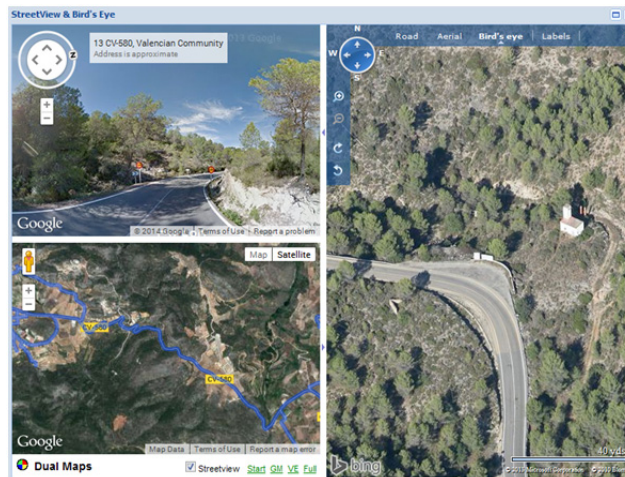 StreetView & Bird's Eye
13 CV-580, Valencian Community
Address is approximate
Google
© 2014 Google
Terms of Use
Report a problem
Map
Satellite
CV-580
CV-580
Google
Map Data
Terms of Use
Report a map error
Dual Maps
Streetview
Start
GM
VE
Full
N
W
E
S
Road
Aerial
Bird's eye
Labels
40 yds
bing
Microsoft Corporation